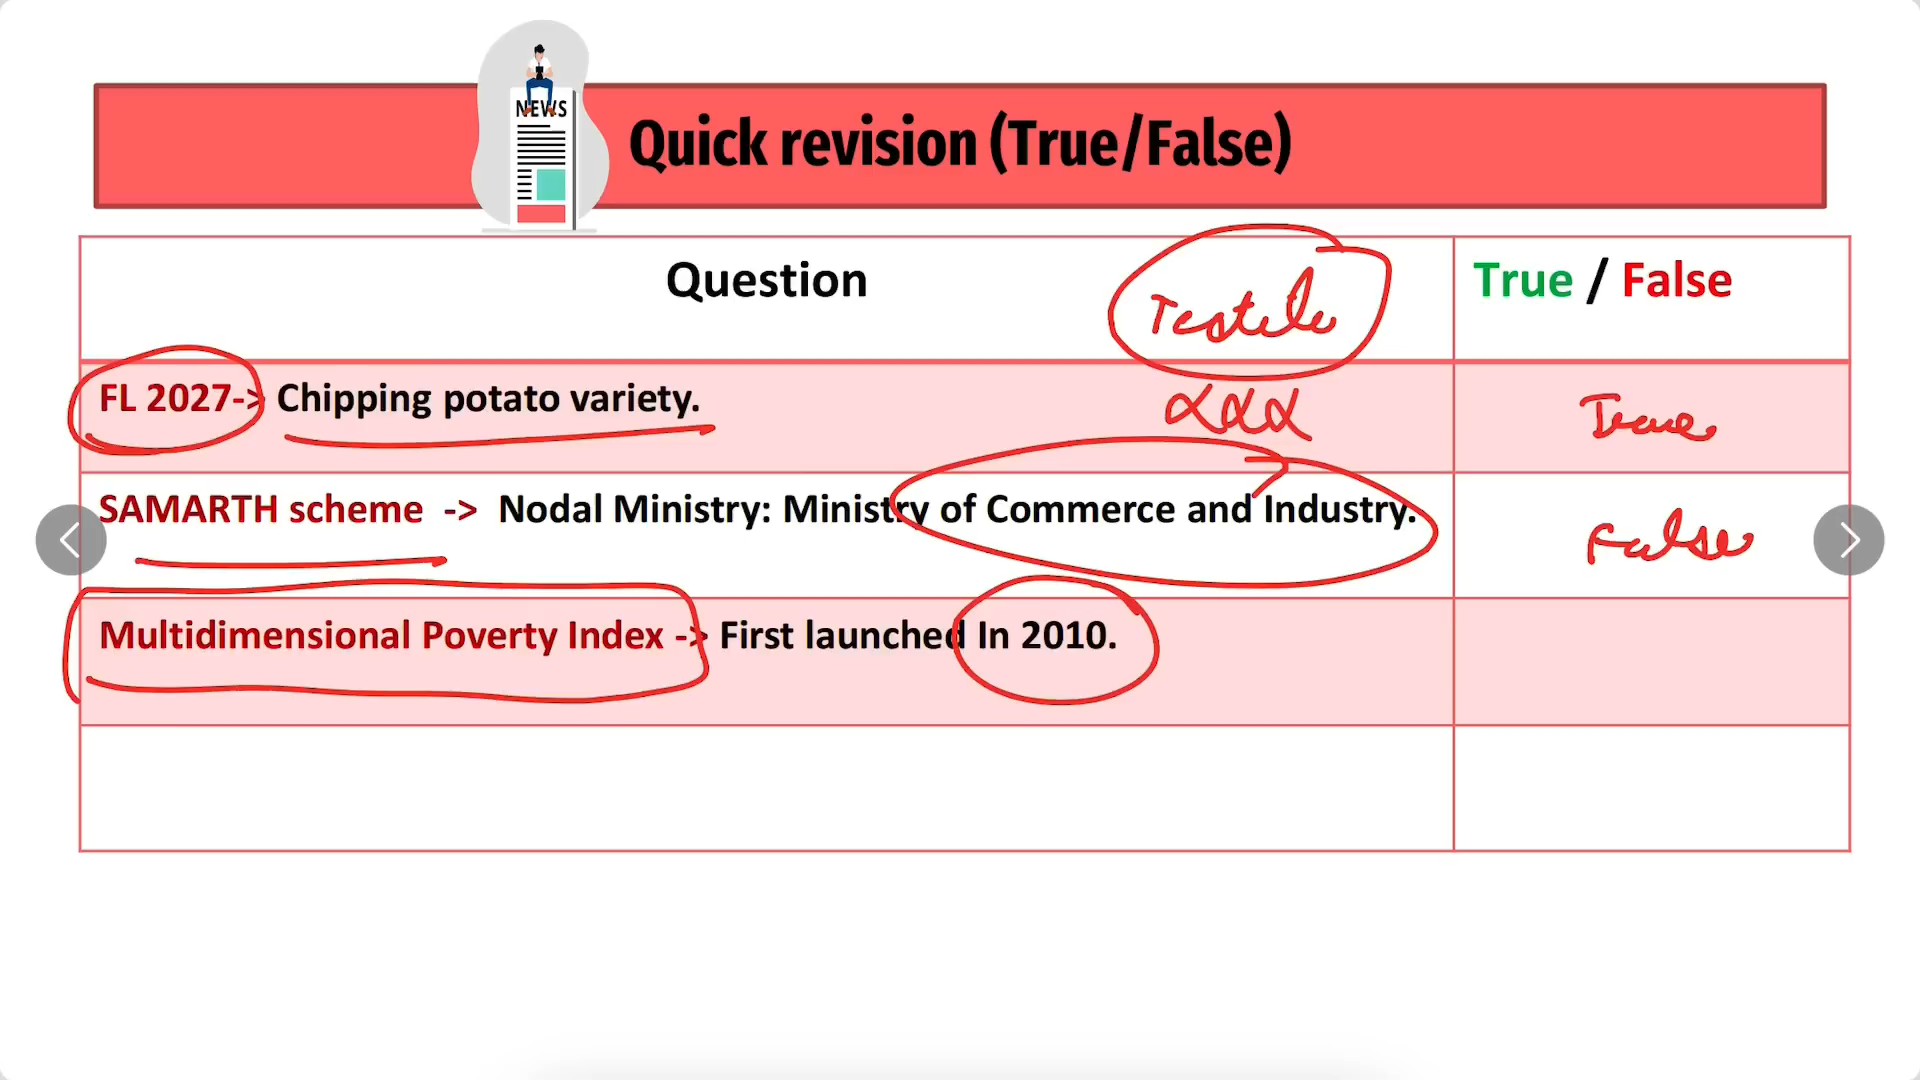 NEWS
Quick revision (True/False)
Question
Textile
True / False
FL 2027-> Chipping potato variety.
True
SAMARTH scheme -> Nodal Ministry: Ministry of Commerce and Industry.
False
Multidimensional Poverty Index -> First launched In 2010.